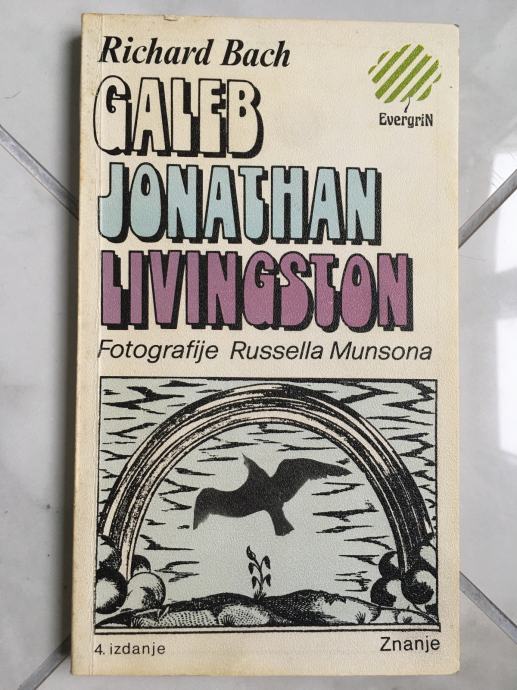 Richard Bach
EvergriN
GALEB
JONATHAN
LIVINGSTON
Fotografije Russella Munsona
4. izdanje
Znanje